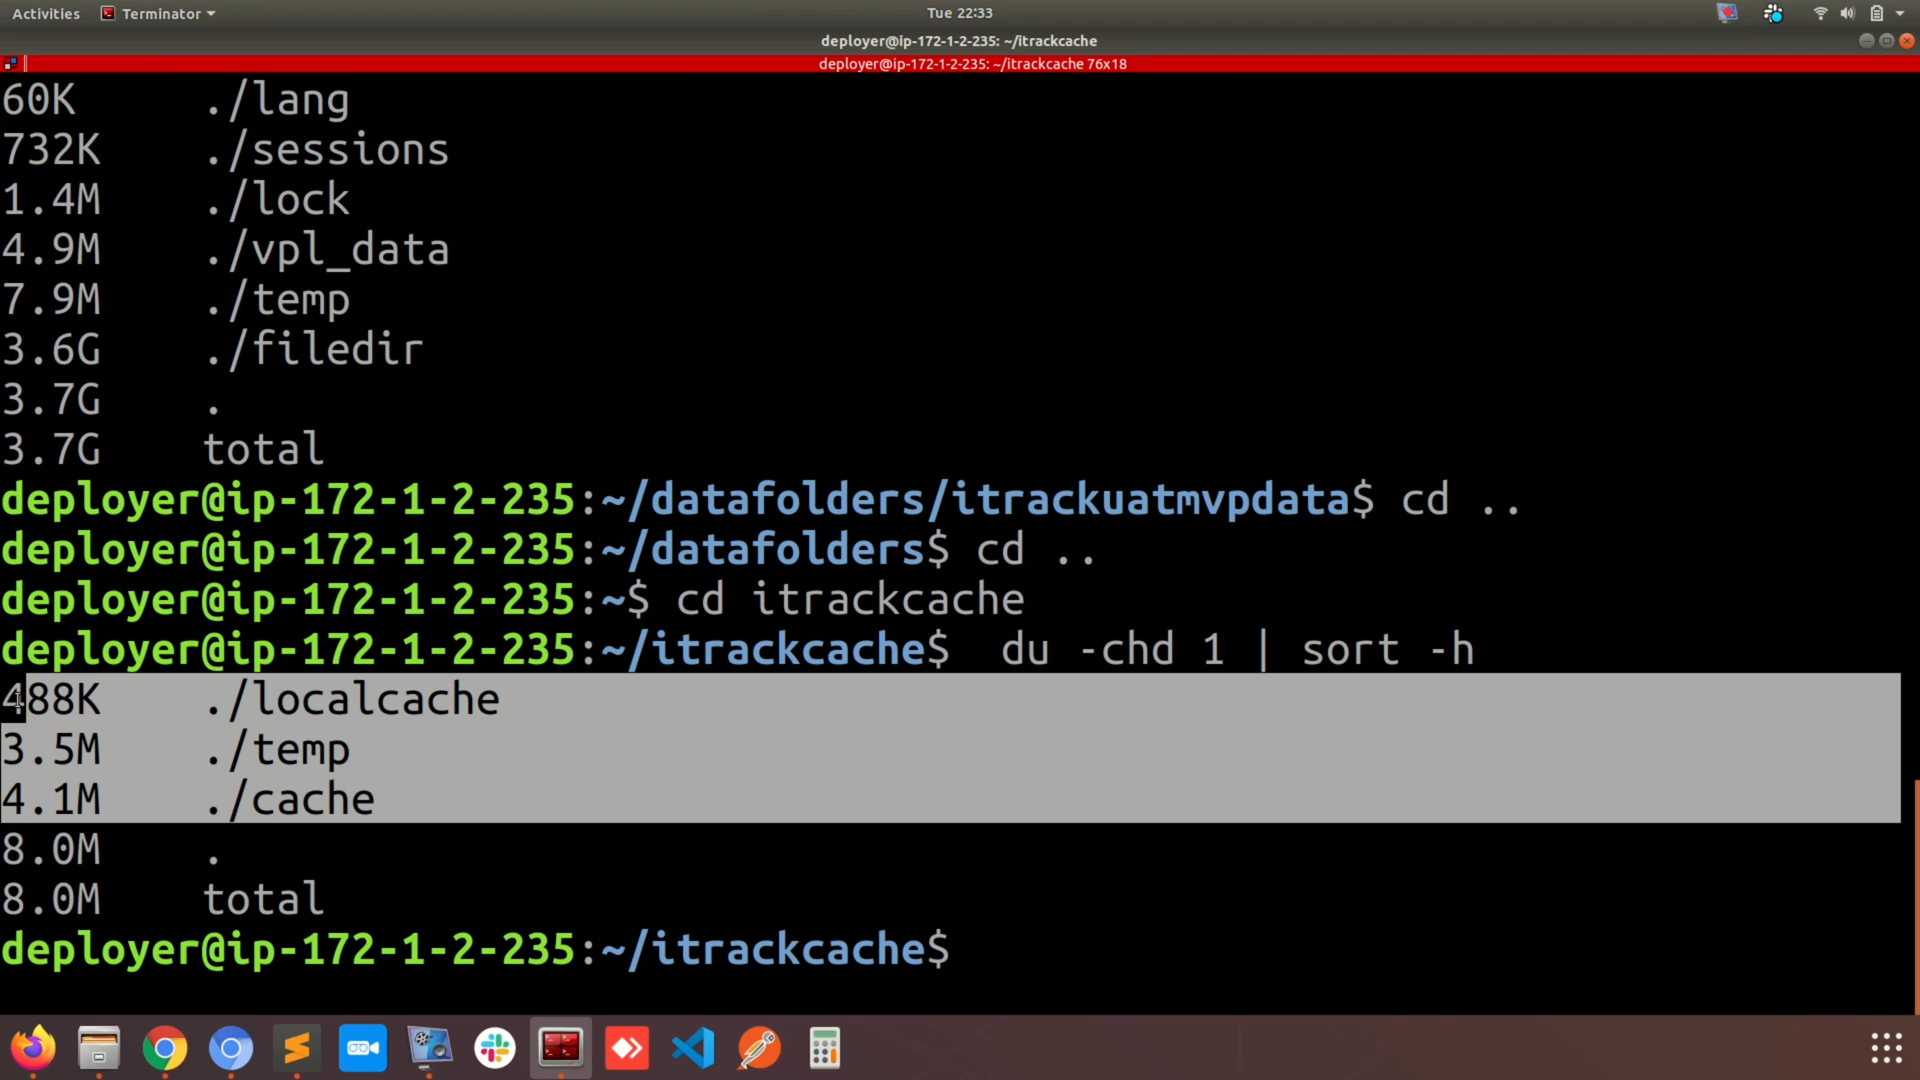 Activities Terminator Tue 22:33
deployer@ip-172-1-2-235: ~/itrackcache
deployer@ip-172-1-2-235: ~/itrackcache 76x18
60K ./lang
732K ./sessions
1.4M ./lock
4.9M ./vpl_data
7.9M ./temp
3.6G ./filedir
3.7G .
3.7G total
deployer@ip-172-1-2-235:~/datafolders/itrackuatmvpdata$ cd ..
deployer@ip-172-1-2-235:~/datafolders$ cd ..
deployer@ip-172-1-2-235:~$ cd itrackcache
deployer@ip-172-1-2-235:~/itrackcache$  du -chd 1 | sort -h
488K ./localcache
3.5M ./temp
4.1M ./cache
8.0M .
8.0M total
deployer@ip-172-1-2-235:~/itrackcache$